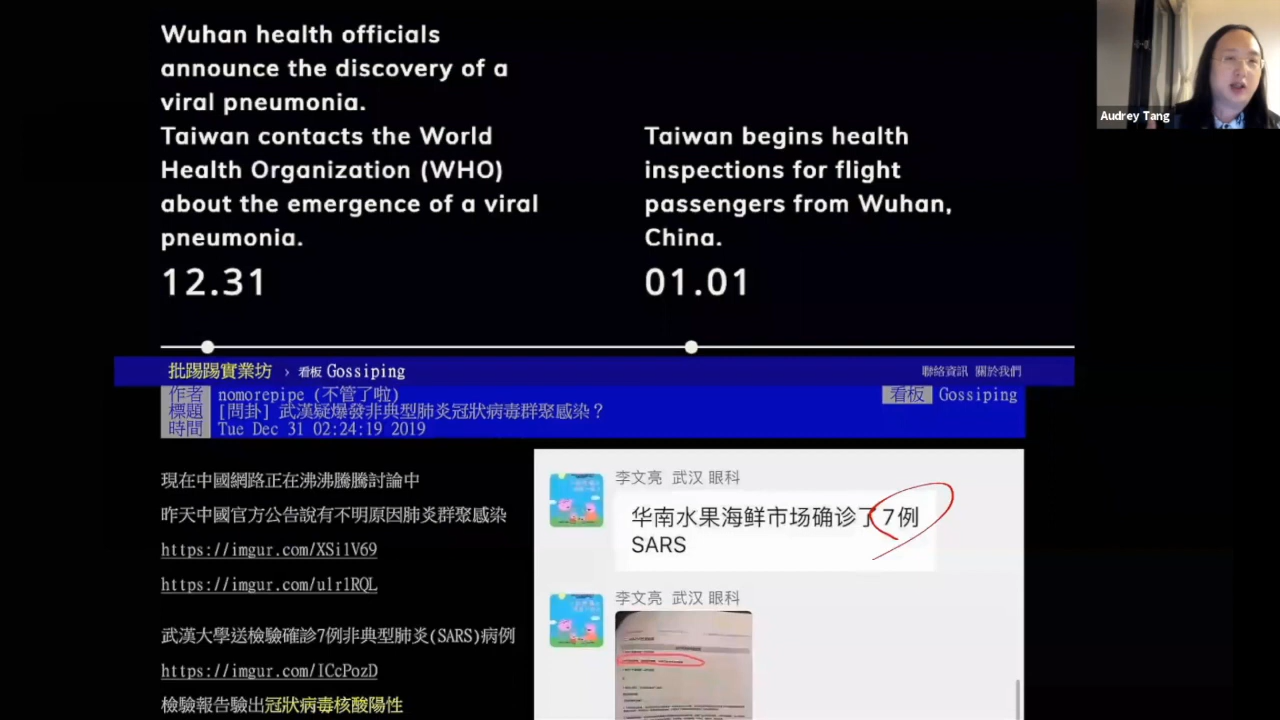 Wuhan health officials
announce the discovery of a
viral pneumonia.
Taiwan contacts the World
Health Organization (WHO)
about the emergence of a viral
pneumonia.
12.31
Taiwan begins health
inspections for flight
passengers from Wuhan,
China.
01.01
Audrey Tang
批踢踢實業坊 › 看板 Gossiping 聯絡資訊 關於我們
作者 nomorepipe (不管了啦) 看板 Gossiping
標題 [問卦] 武漢疑爆發非典型肺炎冠狀病毒群聚感染？
時間 Tue Dec 31 02:24:19 2019
現在中國網路正在沸沸騰騰討論中
昨天中國官方公告說有不明原因肺炎群聚感染
https://imgur.com/XSi1V69
https://imgur.com/ulr1RQL
武漢大學送檢驗確診7例非典型肺炎(SARS)病例
https://imgur.com/ICcPozD
檢驗報告驗出冠狀病毒核酸陽性
李文亮 武汉 眼科
华南水果海鲜市场确诊了7例
SARS
李文亮 武汉 眼科